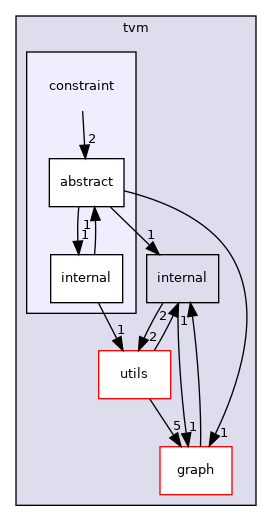 tvm
constraint
2
abstract
1
1
1
internal
internal
1
2
1
2
utils
5
1
1
graph